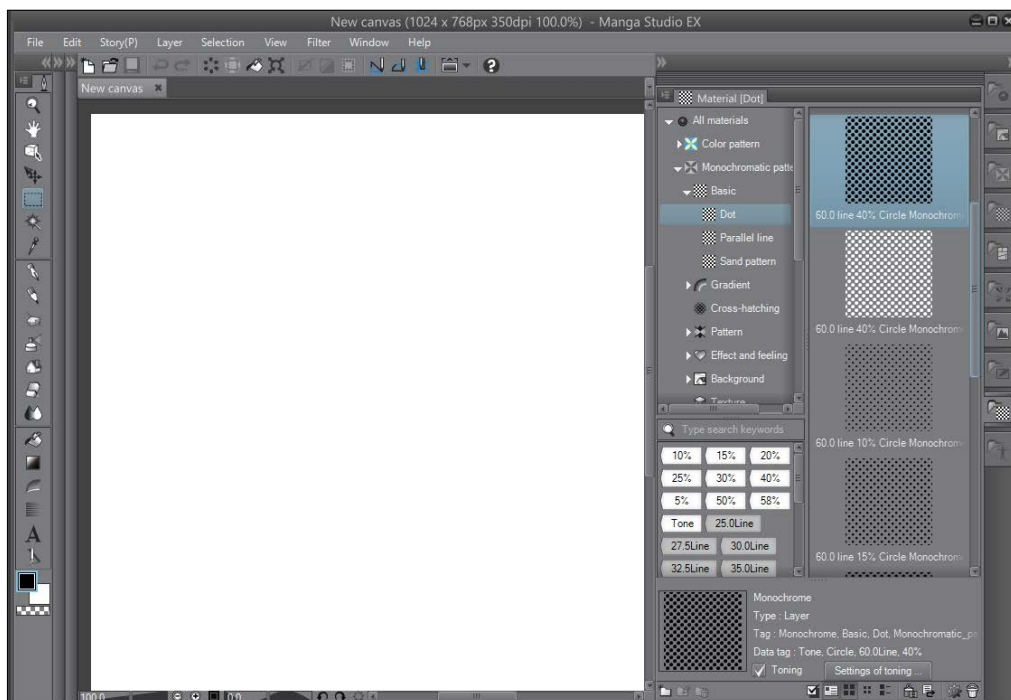 New canvas (1024 x 768px 350dpi 100.0%) - Manga Studio EX
File Edit Story(P) Layer Selection View Filter Window Help
New canvas
Material [Dot]
All materials
Color pattern
Monochromatic patte
Basic
Dot
Parallel line
Sand pattern
Gradient
Cross-hatching
Pattern
Effect and feeling
Background
Texture
60.0 line 40% Circle Monochrom
60.0 line 40% Circle Monochrom
60.0 line 10% Circle Monochrom
60.0 line 15% Circle Monochrom
Type search keywords
10% 15% 20%
25% 30% 40%
5% 50% 58%
Tone 25.0Line
27.5Line 30.0Line
32.5Line 35.0Line
Monochrome
Type : Layer
Tag : Monochrome, Basic, Dot, Monochromatic_pa
Data tag : Tone, Circle, 60.0Line, 40%
Toning Settings of toning ...
A
100.0 0.0